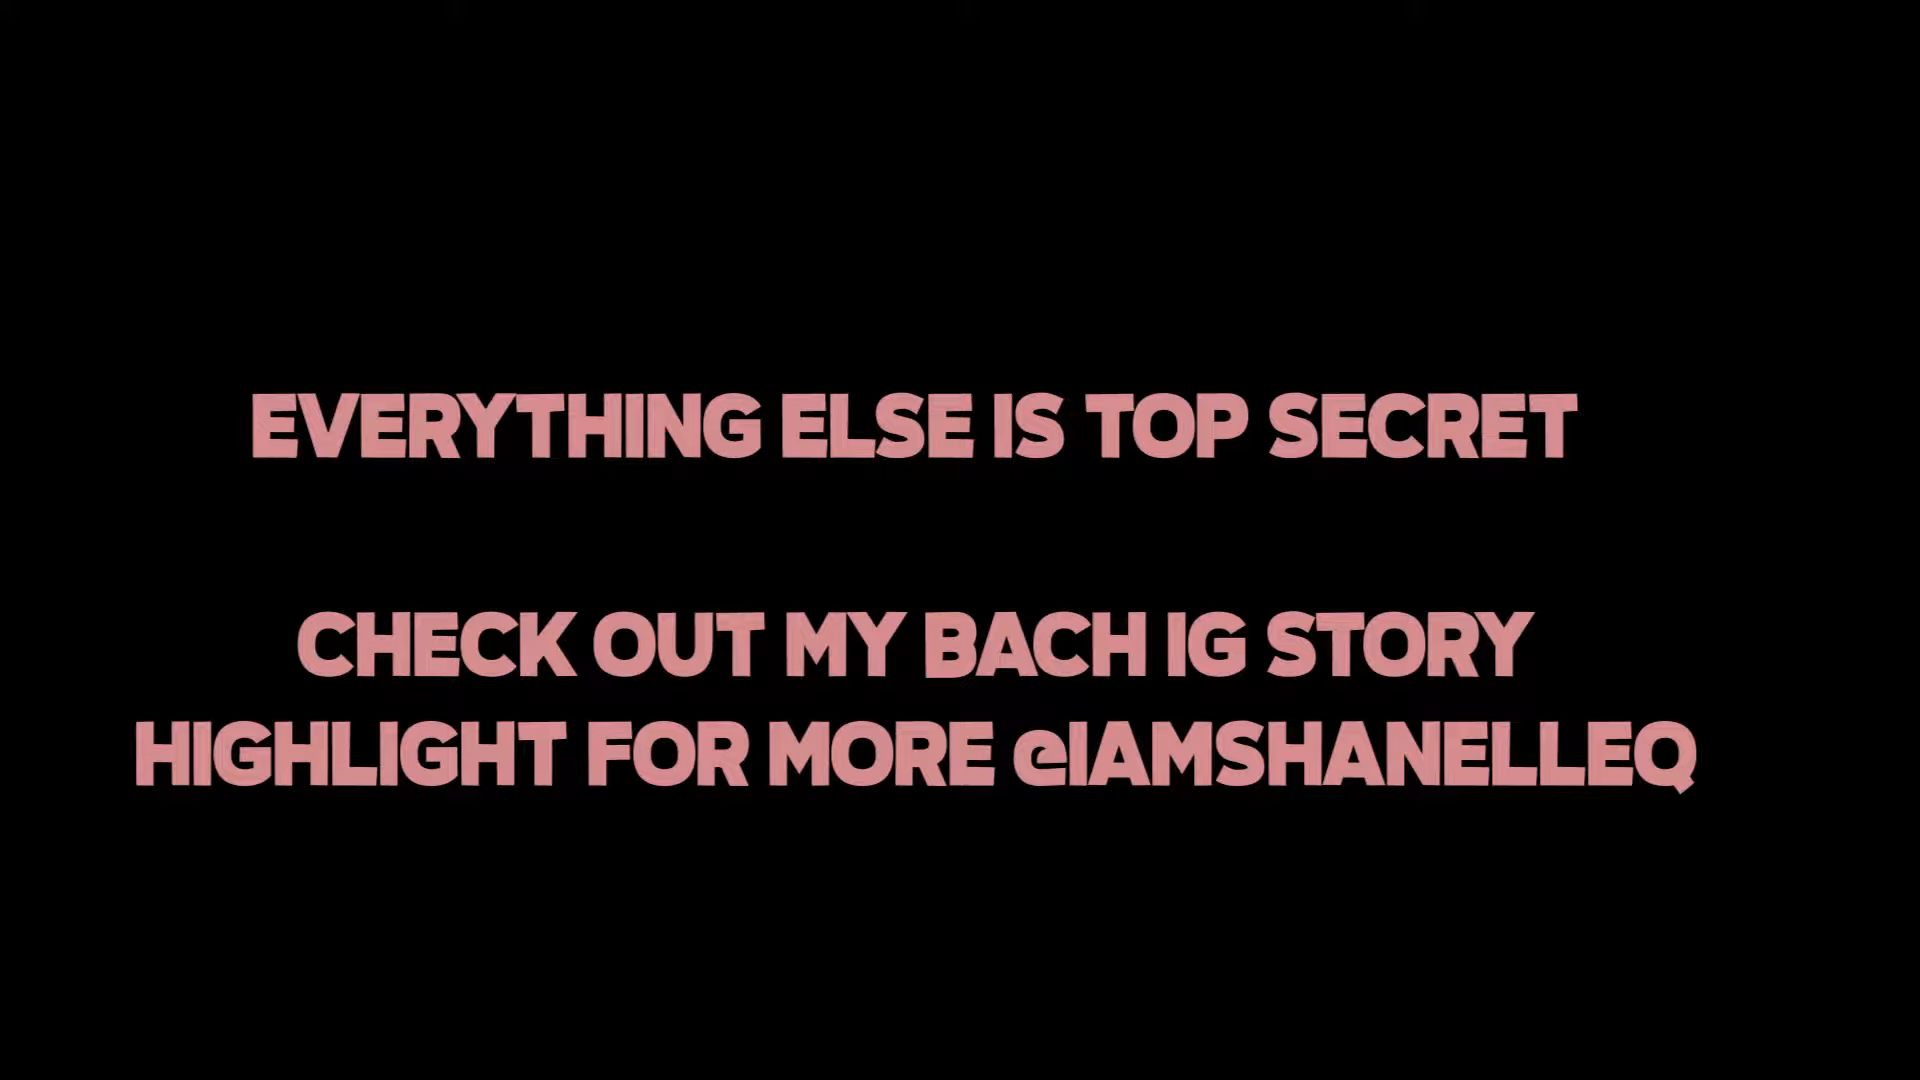 EVERYTHING ELSE IS TOP SECRET
CHECK OUT MY BACH IG STORY
HIGHLIGHT FOR MORE @IAMSHANELLEQ